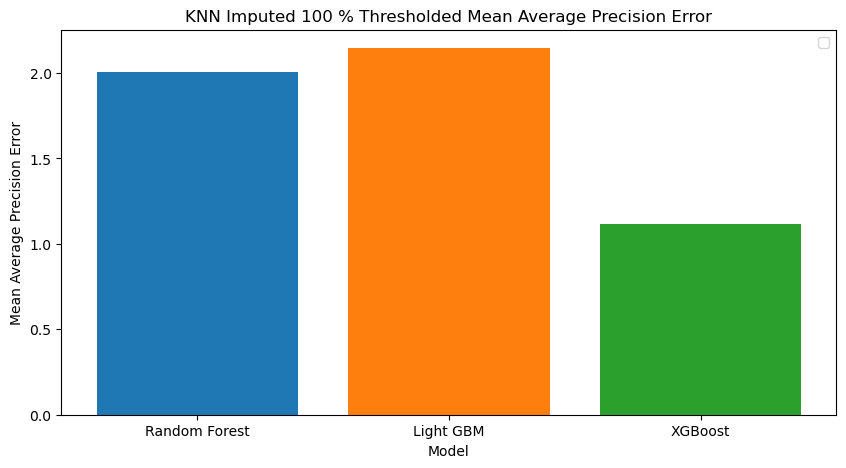 KNN Imputed 100 % Thresholded Mean Average Precision Error
Mean Average Precision Error
2.0
1.5
1.0
0.5
0.0
Random Forest
Light GBM
XGBoost
Model